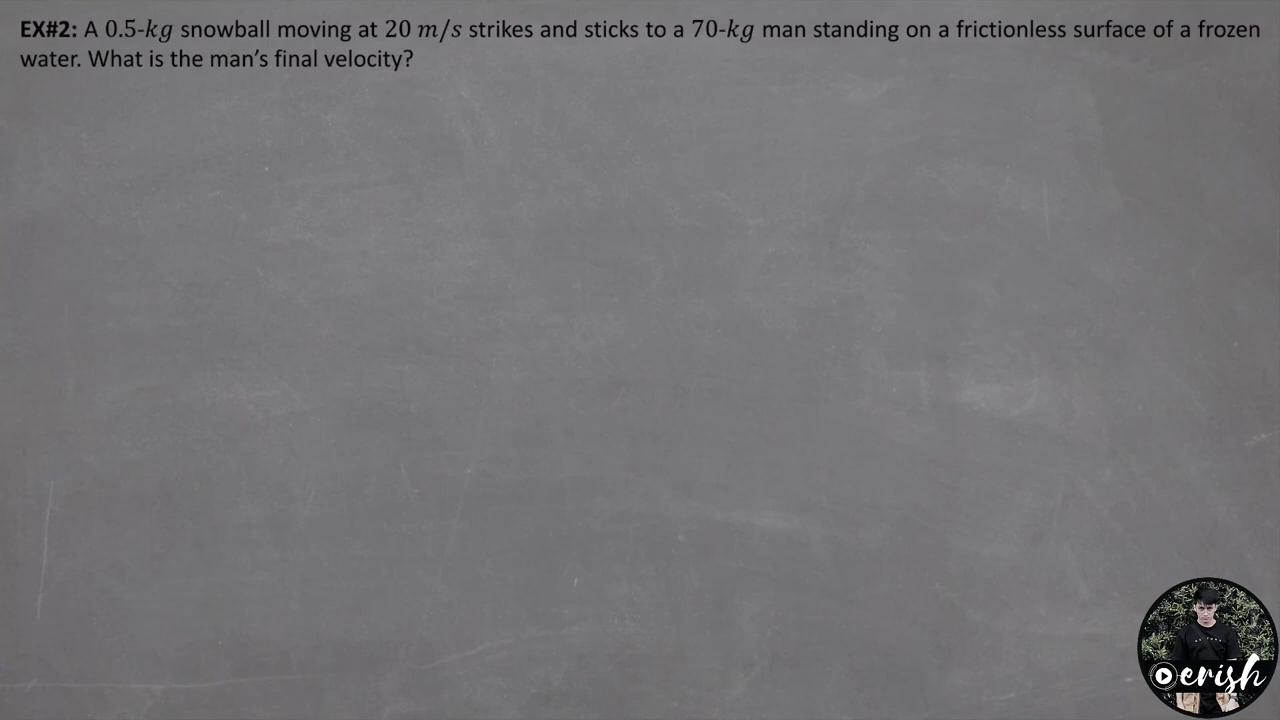 EX#2: A 0.5-kg snowball moving at 20 m/s strikes and sticks to a 70-kg man standing on a frictionless surface of a frozen
water. What is the man’s final velocity?
erish